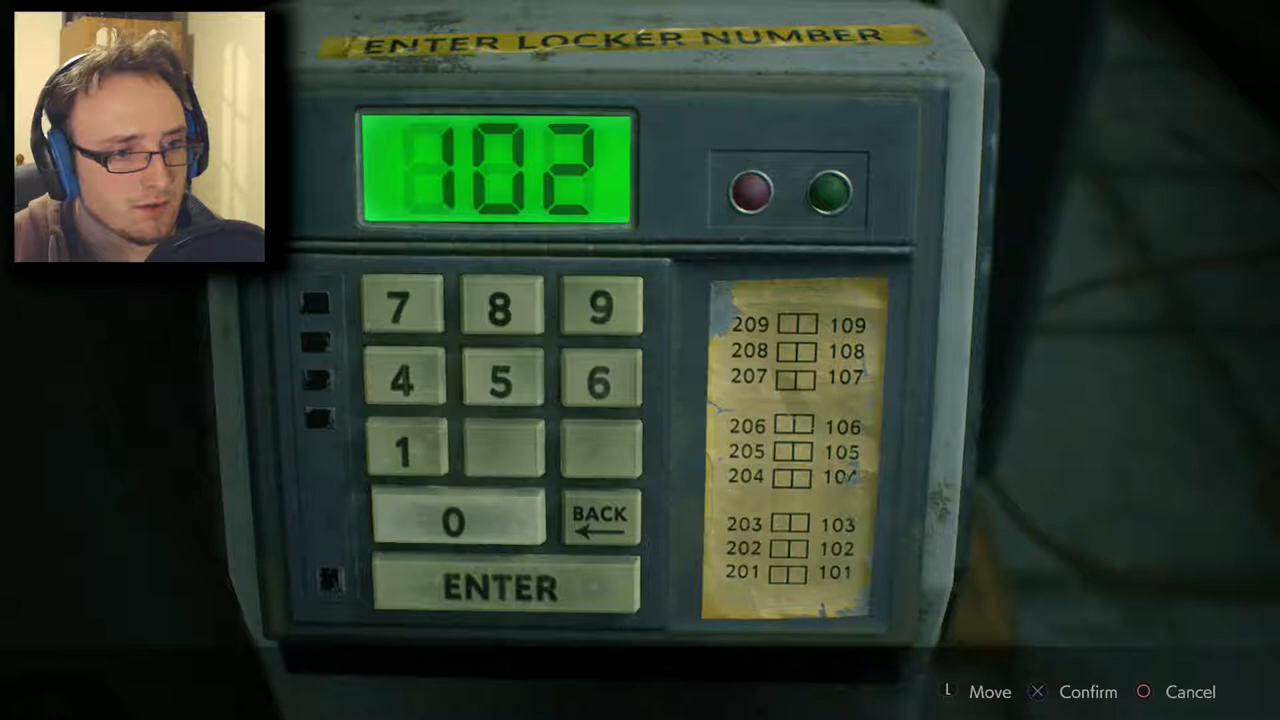 ENTER LOCKER NUMBER
102
7 8 9
4 5 6
1
0 BACK
ENTER
209 109
208 108
207 107
206 106
205 105
204 104
203 103
202 102
201 101
L Move X Confirm O Cancel